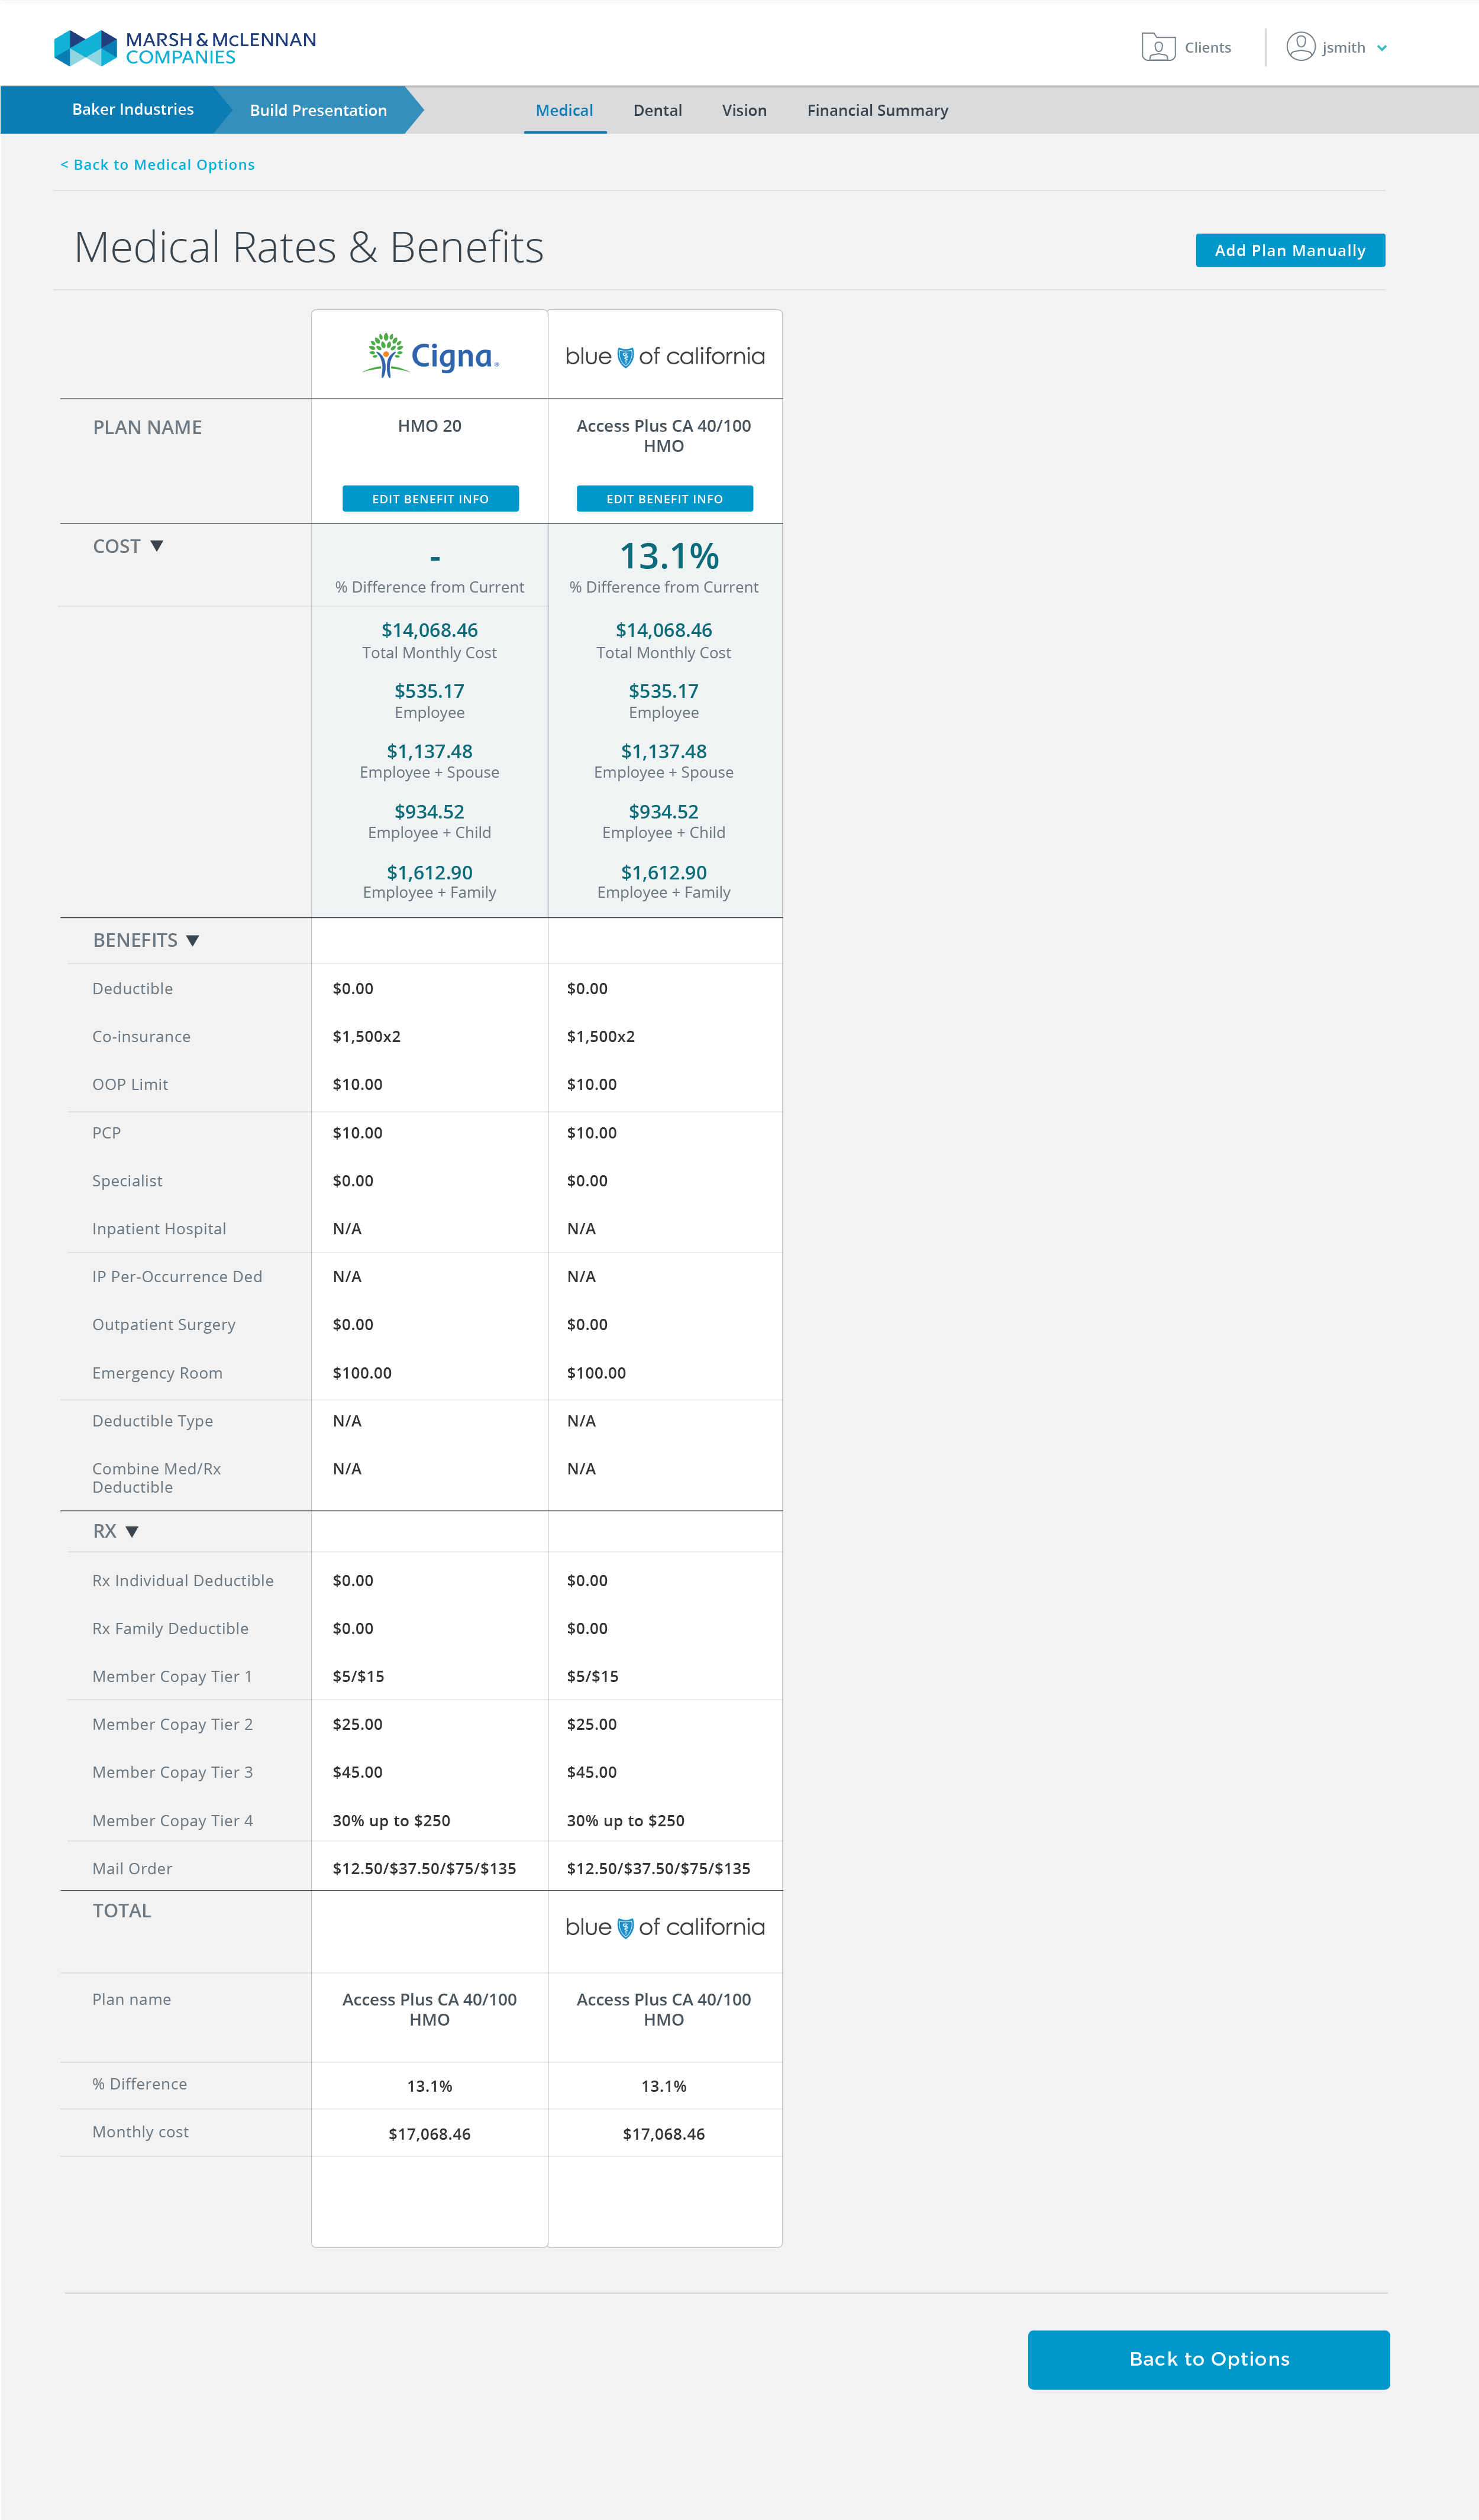 MARSH & McLENNAN
COMPANIES
Clients
jsmith
Baker Industries
Build Presentation
Medical
Dental
Vision
Financial Summary
< Back to Medical Options
Medical Rates & Benefits
Add Plan Manually
Cigna®
blue of california
PLAN NAME
HMO 20
Access Plus CA 40/100
HMO
EDIT BENEFIT INFO
EDIT BENEFIT INFO
COST ▼
-
13.1%
% Difference from Current
% Difference from Current
$14,068.46
$14,068.46
Total Monthly Cost
Total Monthly Cost
$535.17
$535.17
Employee
Employee
$1,137.48
$1,137.48
Employee + Spouse
Employee + Spouse
$934.52
$934.52
Employee + Child
Employee + Child
$1,612.90
$1,612.90
Employee + Family
Employee + Family
BENEFITS ▼
Deductible $0.00 $0.00
Co-insurance $1,500x2 $1,500x2
OOP Limit $10.00 $10.00
PCP $10.00 $10.00
Specialist $0.00 $0.00
Inpatient Hospital N/A N/A
IP Per-Occurrence Ded N/A N/A
Outpatient Surgery $0.00 $0.00
Emergency Room $100.00 $100.00
Deductible Type N/A N/A
Combine Med/Rx N/A N/A
Deductible
RX ▼
Rx Individual Deductible $0.00 $0.00
Rx Family Deductible $0.00 $0.00
Member Copay Tier 1 $5/$15 $5/$15
Member Copay Tier 2 $25.00 $25.00
Member Copay Tier 3 $45.00 $45.00
Member Copay Tier 4 30% up to $250 30% up to $250
Mail Order $12.50/$37.50/$75/$135 $12.50/$37.50/$75/$135
TOTAL
blue of california
Plan name
Access Plus CA 40/100
HMO
Access Plus CA 40/100
HMO
% Difference 13.1% 13.1%
Monthly cost $17,068.46 $17,068.46
Back to Options